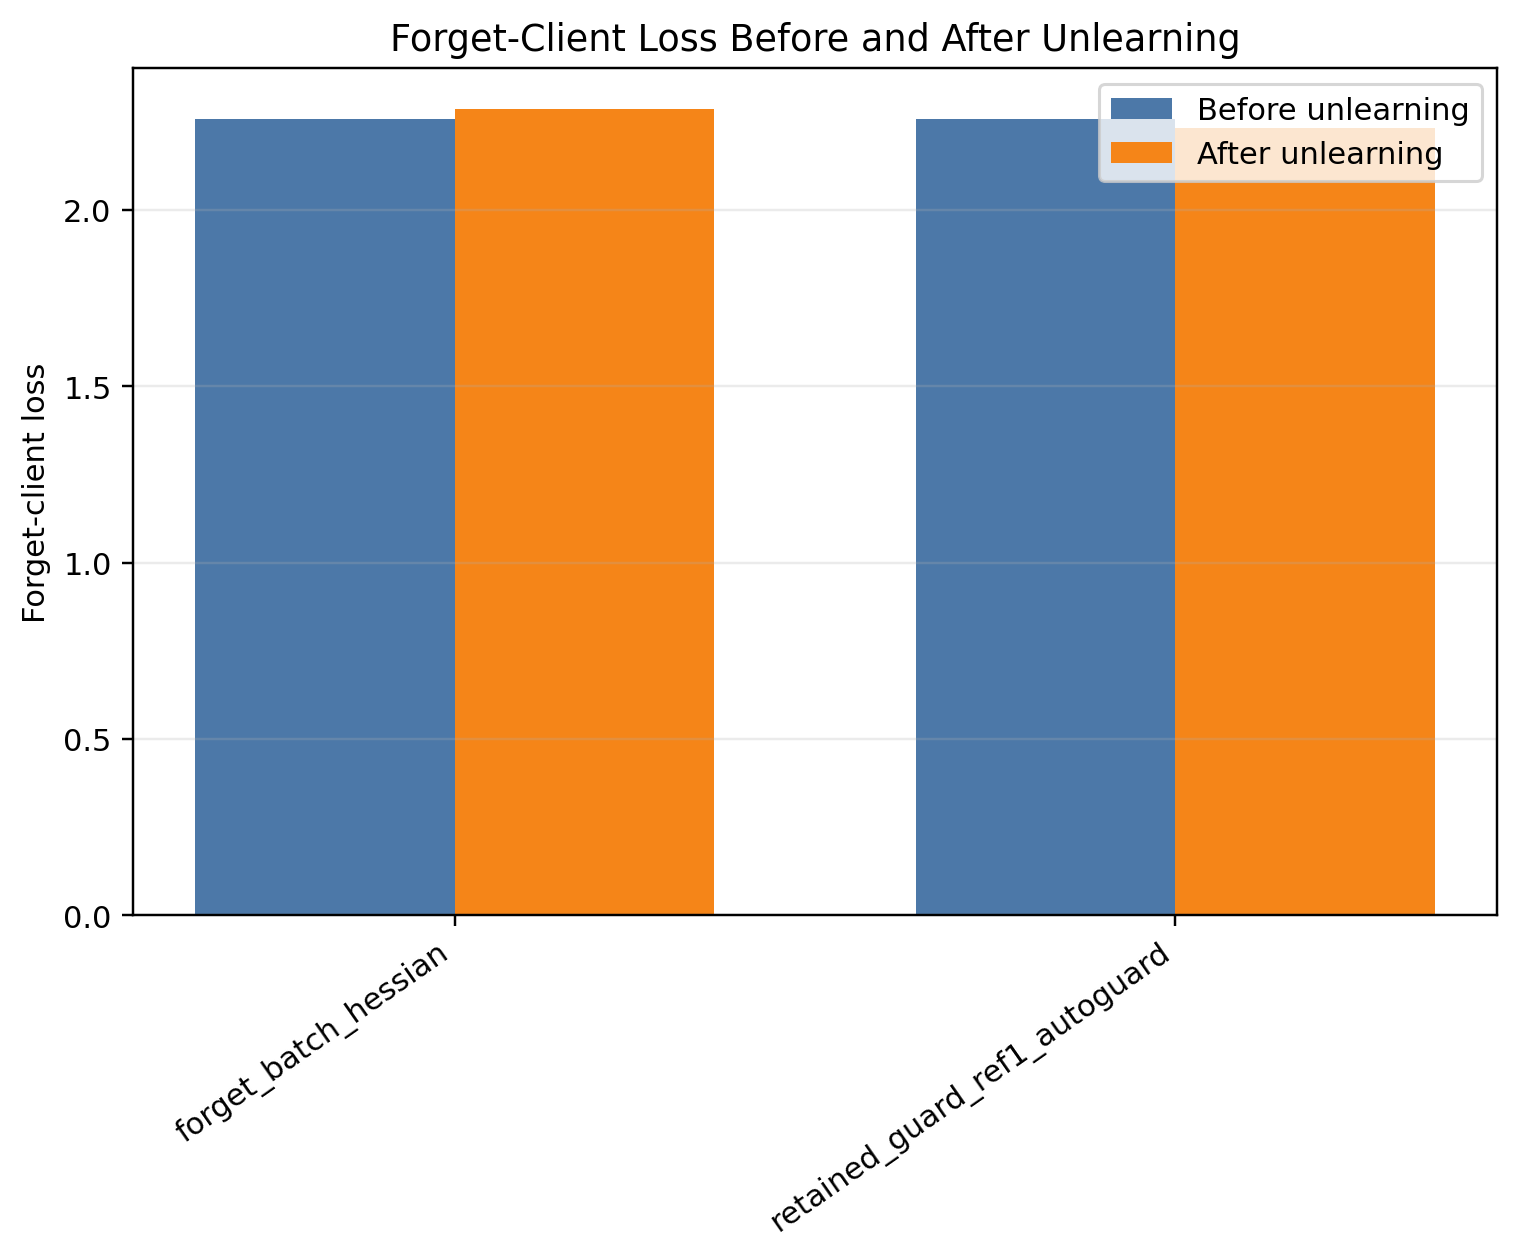 Forget-Client Loss Before and After Unlearning
Before unlearning
After unlearning
Forget-client loss
2.0
1.5
1.0
0.5
0.0
forget_batch_hessian
retained_guard_ref1_autoguard